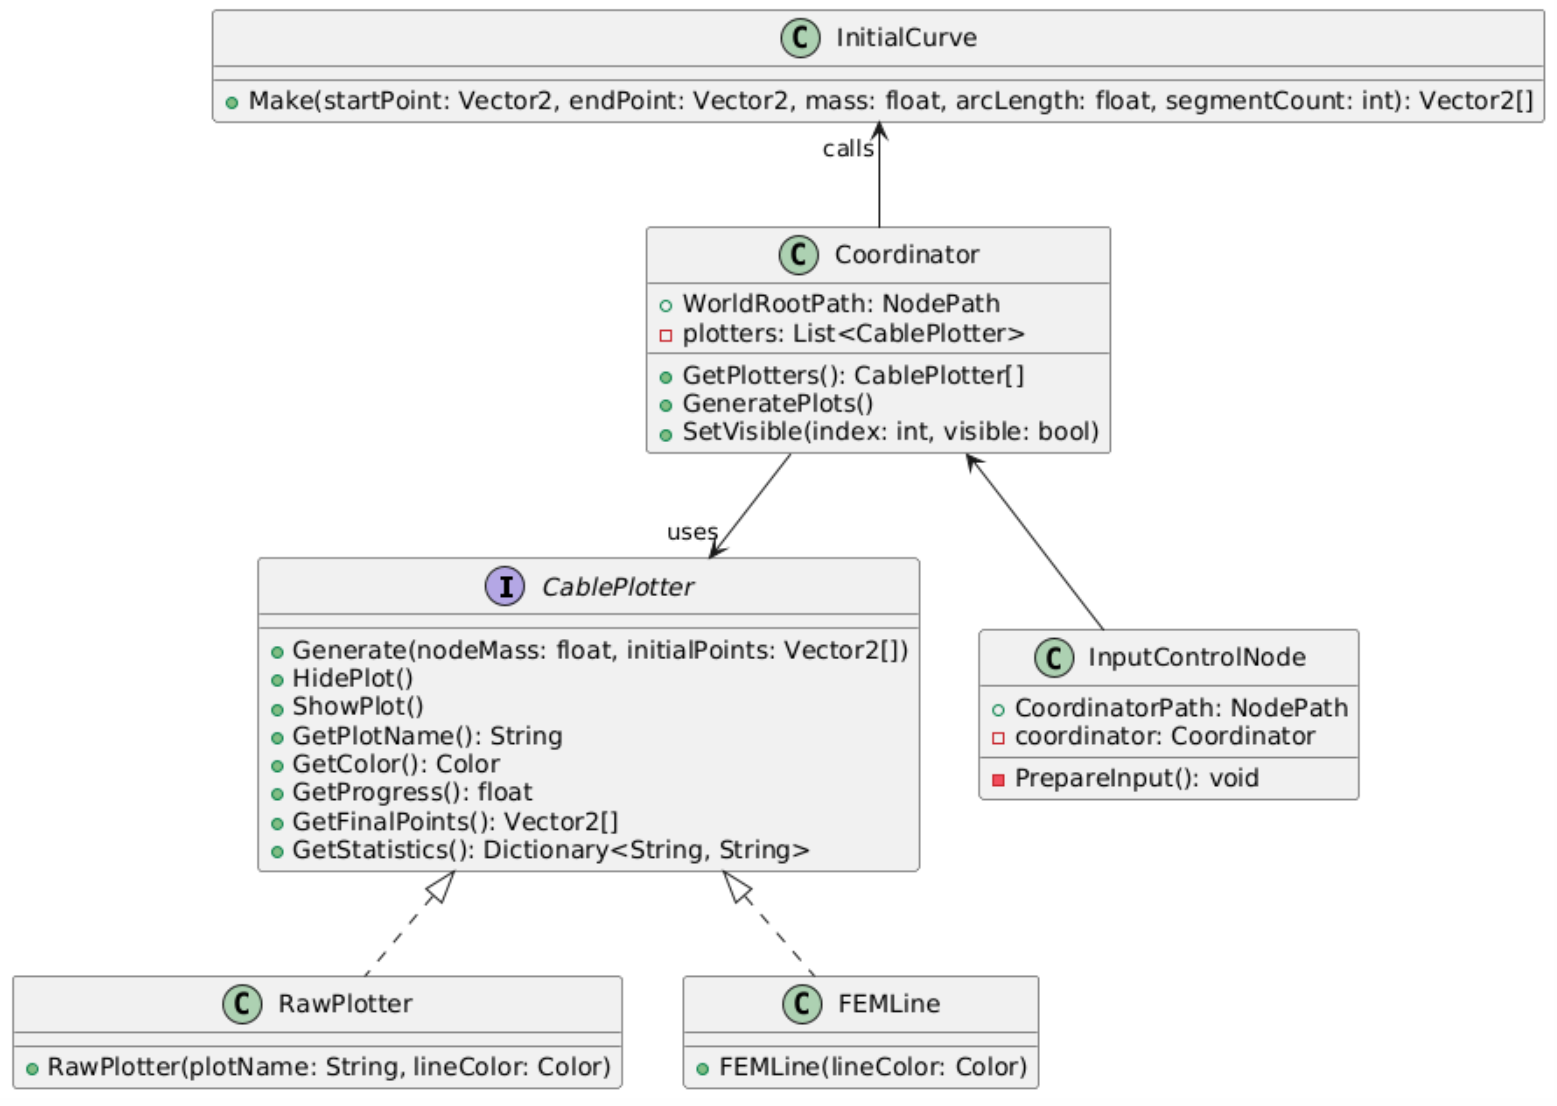 C InitialCurve
Make(startPoint: Vector2, endPoint: Vector2, mass: float, arcLength: float, segmentCount: int): Vector2[]
calls
C Coordinator
WorldRootPath: NodePath
plotters: List<CablePlotter>
GetPlotters(): CablePlotter[]
GeneratePlots()
SetVisible(index: int, visible: bool)
uses
I CablePlotter
Generate(nodeMass: float, initialPoints: Vector2[])
HidePlot()
ShowPlot()
GetPlotName(): String
GetColor(): Color
GetProgress(): float
GetFinalPoints(): Vector2[]
GetStatistics(): Dictionary<String, String>
C InputControlNode
CoordinatorPath: NodePath
coordinator: Coordinator
PrepareInput(): void
C RawPlotter
RawPlotter(plotName: String, lineColor: Color)
C FEMLine
FEMLine(lineColor: Color)